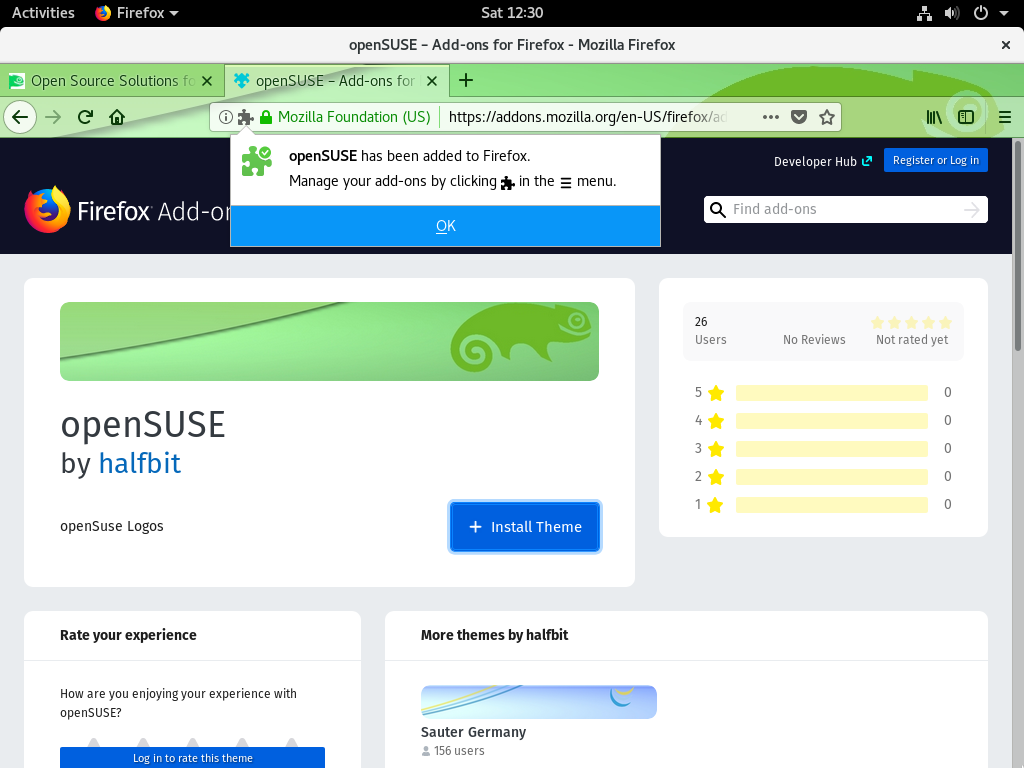 Activities Firefox Sat 12:30
openSUSE – Add-ons for Firefox - Mozilla Firefox
Open Source Solutions fo openSUSE – Add-ons for
Mozilla Foundation (US) https://addons.mozilla.org/en-US/firefox/ad
openSUSE has been added to Firefox.
Manage your add-ons by clicking in the menu.
OK
Developer Hub Register or Log in
Firefox Add-on
Find add-ons
openSUSE
by halfbit
openSuse Logos
+ Install Theme
26
Users No Reviews Not rated yet
5 0
4 0
3 0
2 0
1 0
Rate your experience
How are you enjoying your experience with
openSUSE?
Log in to rate this theme
More themes by halfbit
Sauter Germany
156 users